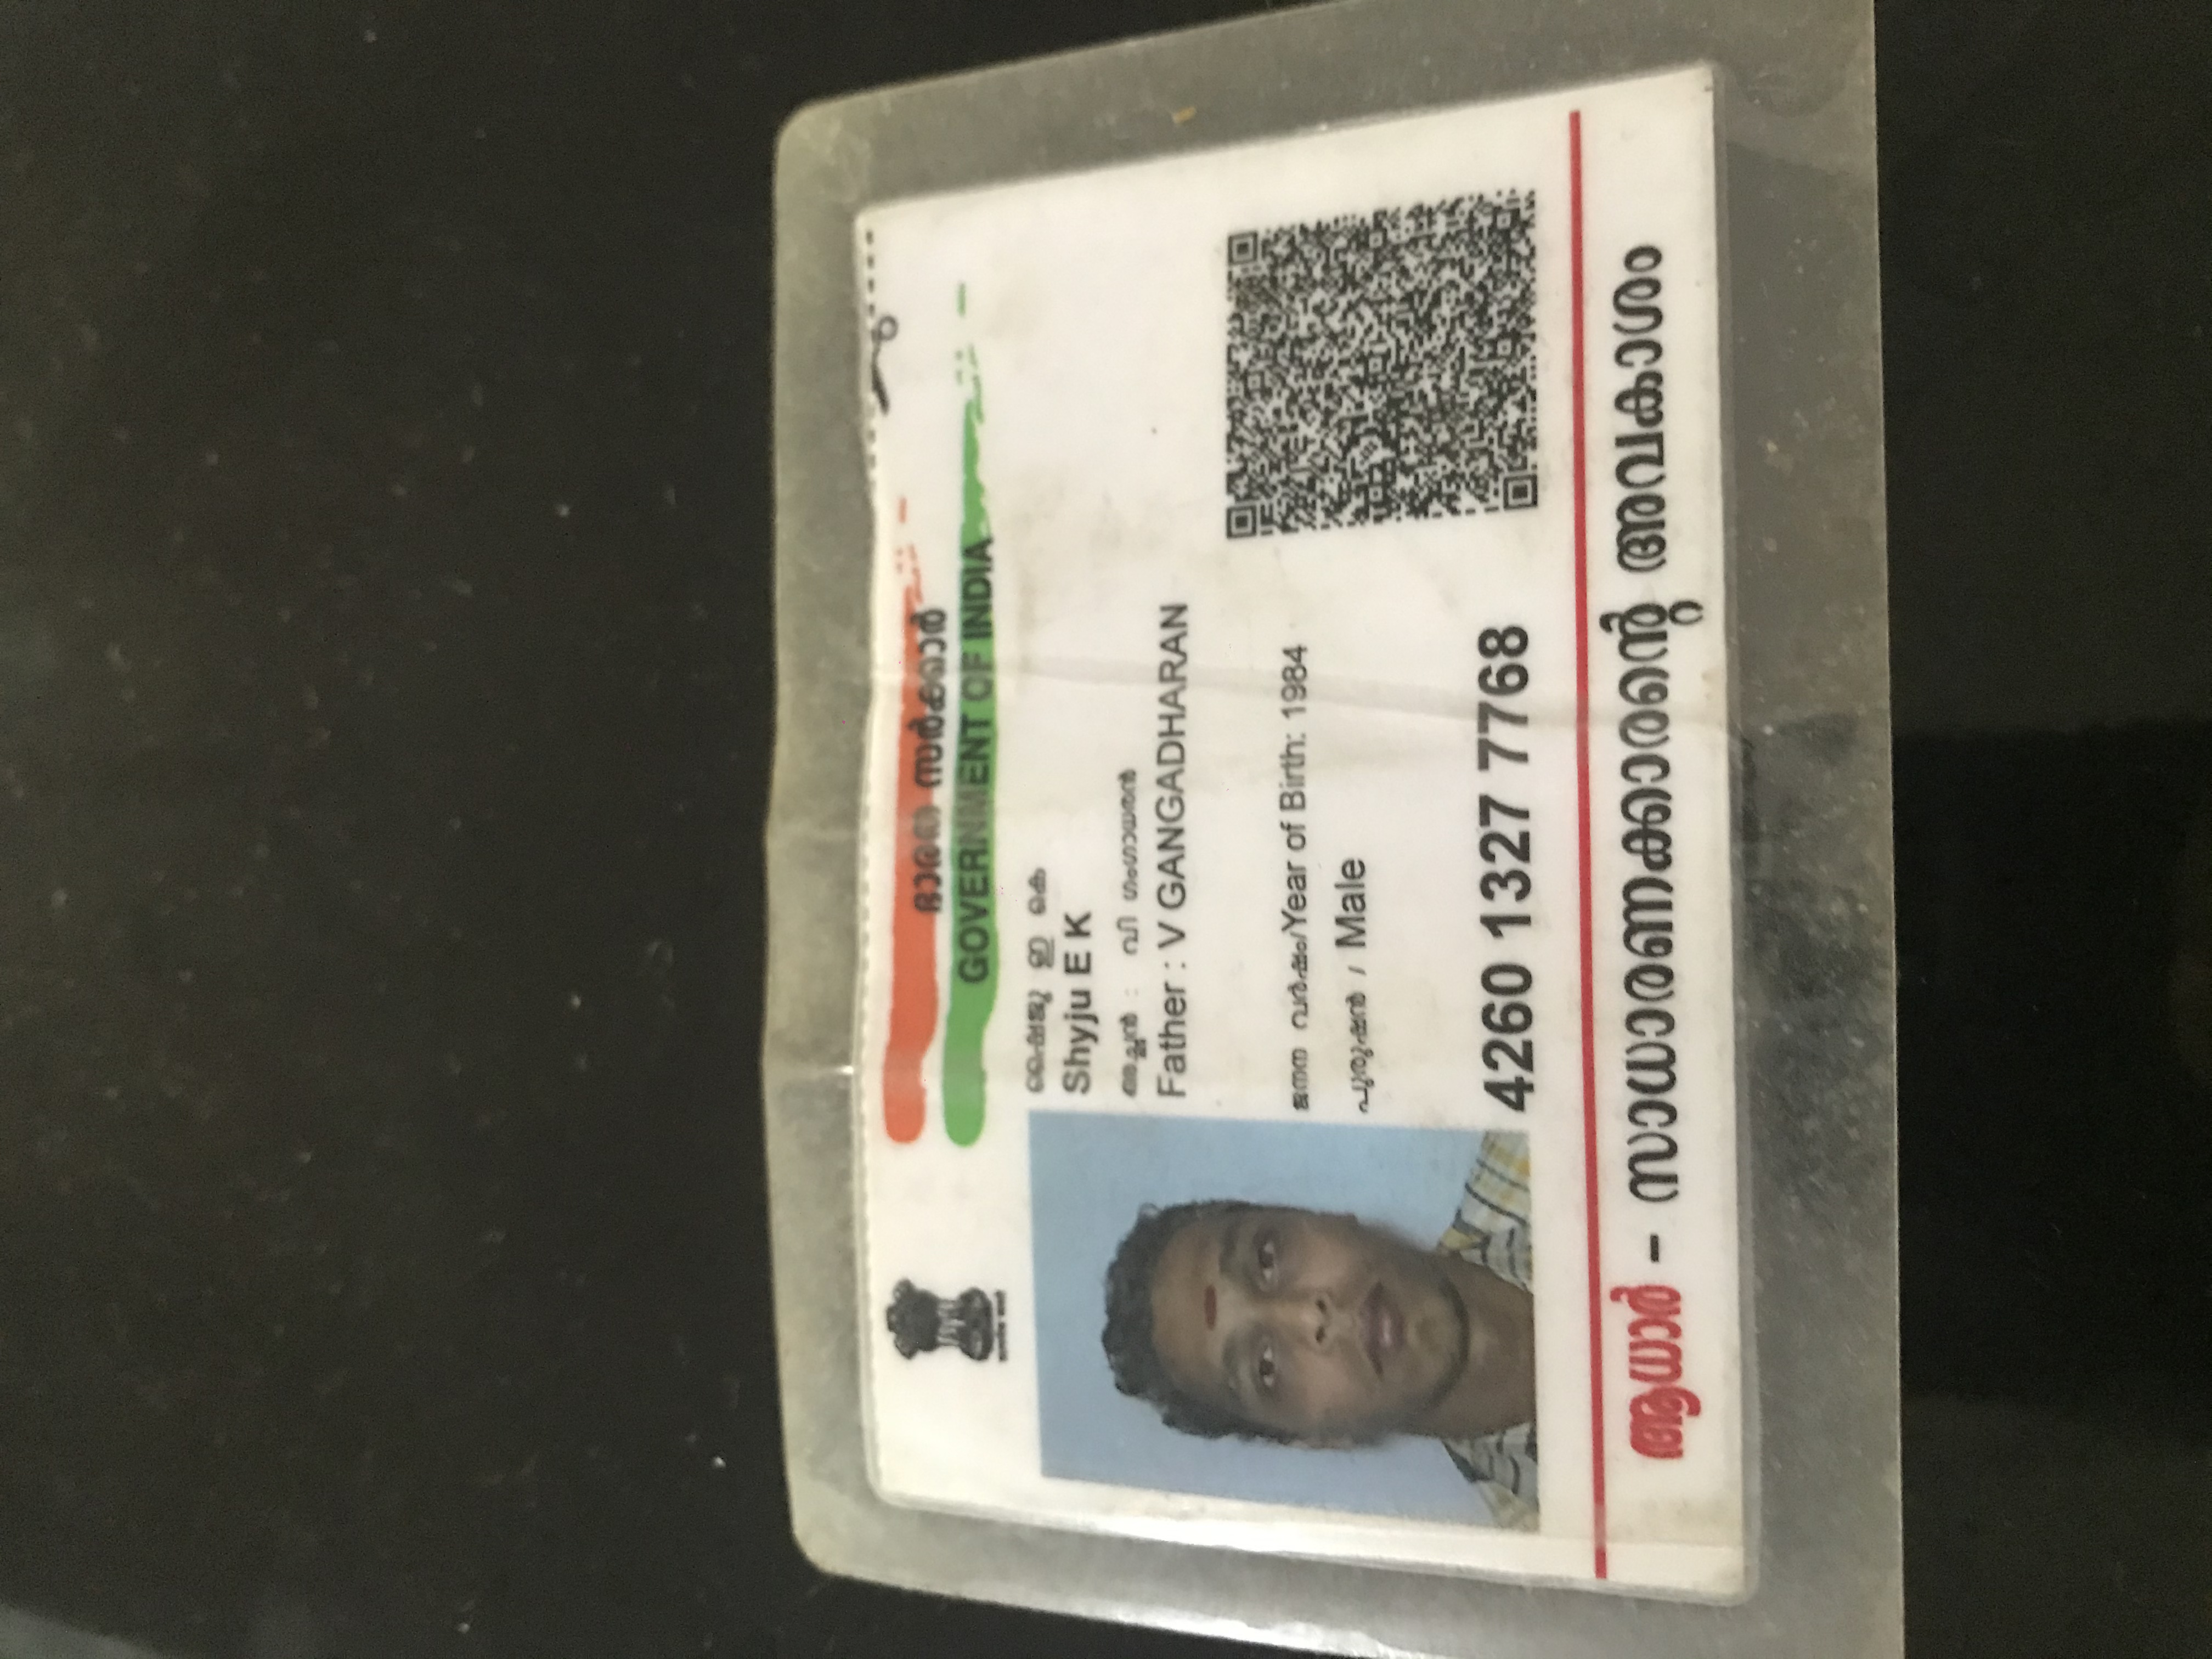 ഭാരത സർക്കാർ
GOVERNMENT OF INDIA
ഷൈജു ഇ കെ
Shyju E K
അച്ഛൻ : വി ഗംഗാധരൻ
Father : V GANGADHARAN
ജനന വർഷം/Year of Birth: 1984
പുരുഷൻ / Male
4260 1327 7768
ആധാർ - സാധാരണക്കാരന്റെ അവകാശം